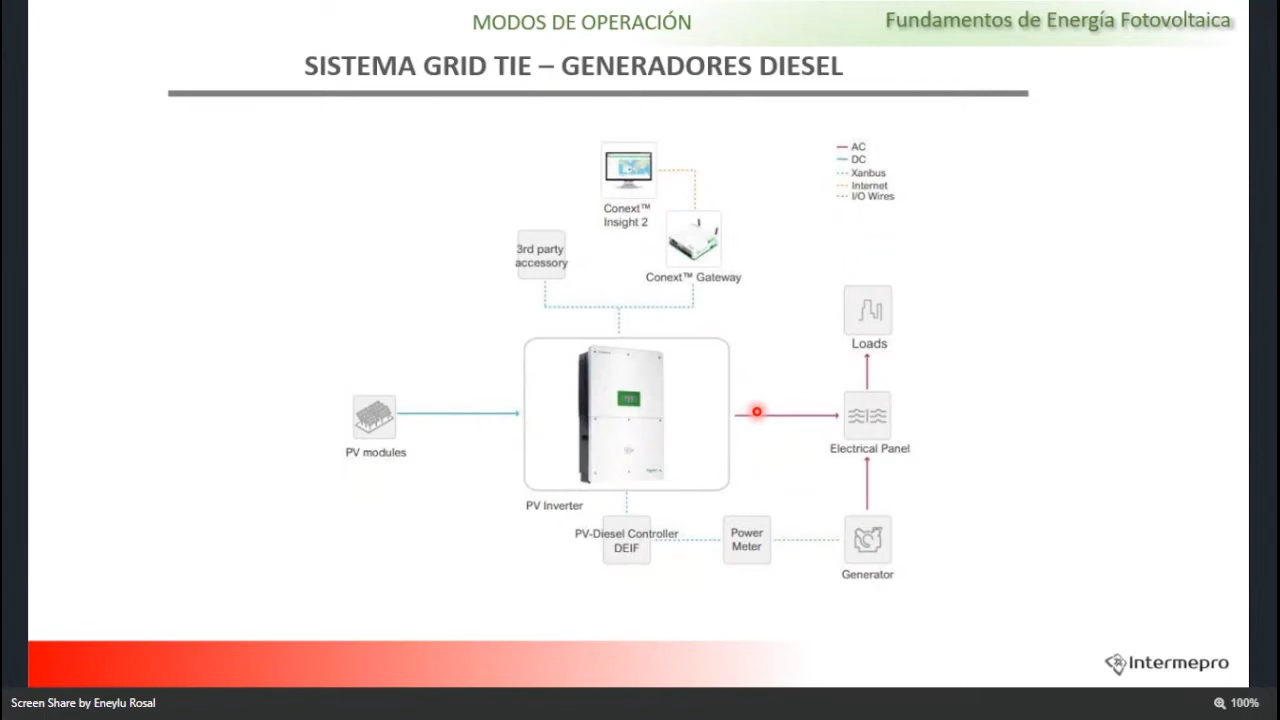 MODOS DE OPERACIÓN
Fundamentos de Energía Fotovoltaica
SISTEMA GRID TIE – GENERADORES DIESEL
AC
DC
Xanbus
Internet
I/O Wires
Conext™
Insight 2
3rd party
accessory
Conext™ Gateway
Loads
PV modules
Electrical Panel
PV Inverter
PV-Diesel Controller
DEIF
Power
Meter
Generator
Intermepro
Screen Share by Eneylu Rosal
100%